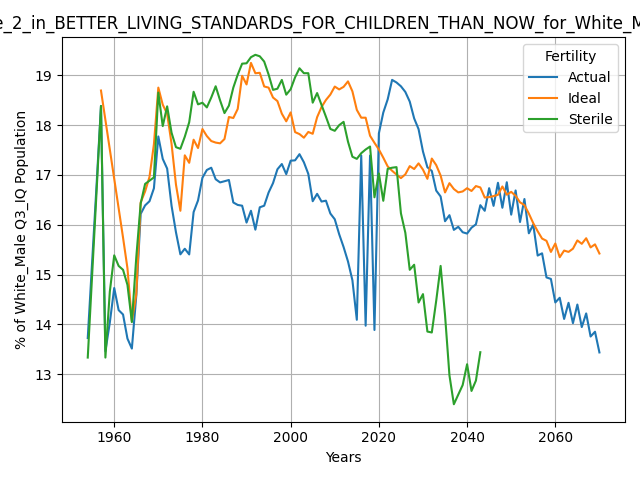 _2_in_BETTER_LIVING_STANDARDS_FOR_CHILDREN_THAN_NOW_for_White_M
Fertility
Actual
Ideal
Sterile
% of White_Male Q3_IQ Population
19
18
17
16
15
14
13
1960 1980 2000 2020 2040 2060
Years